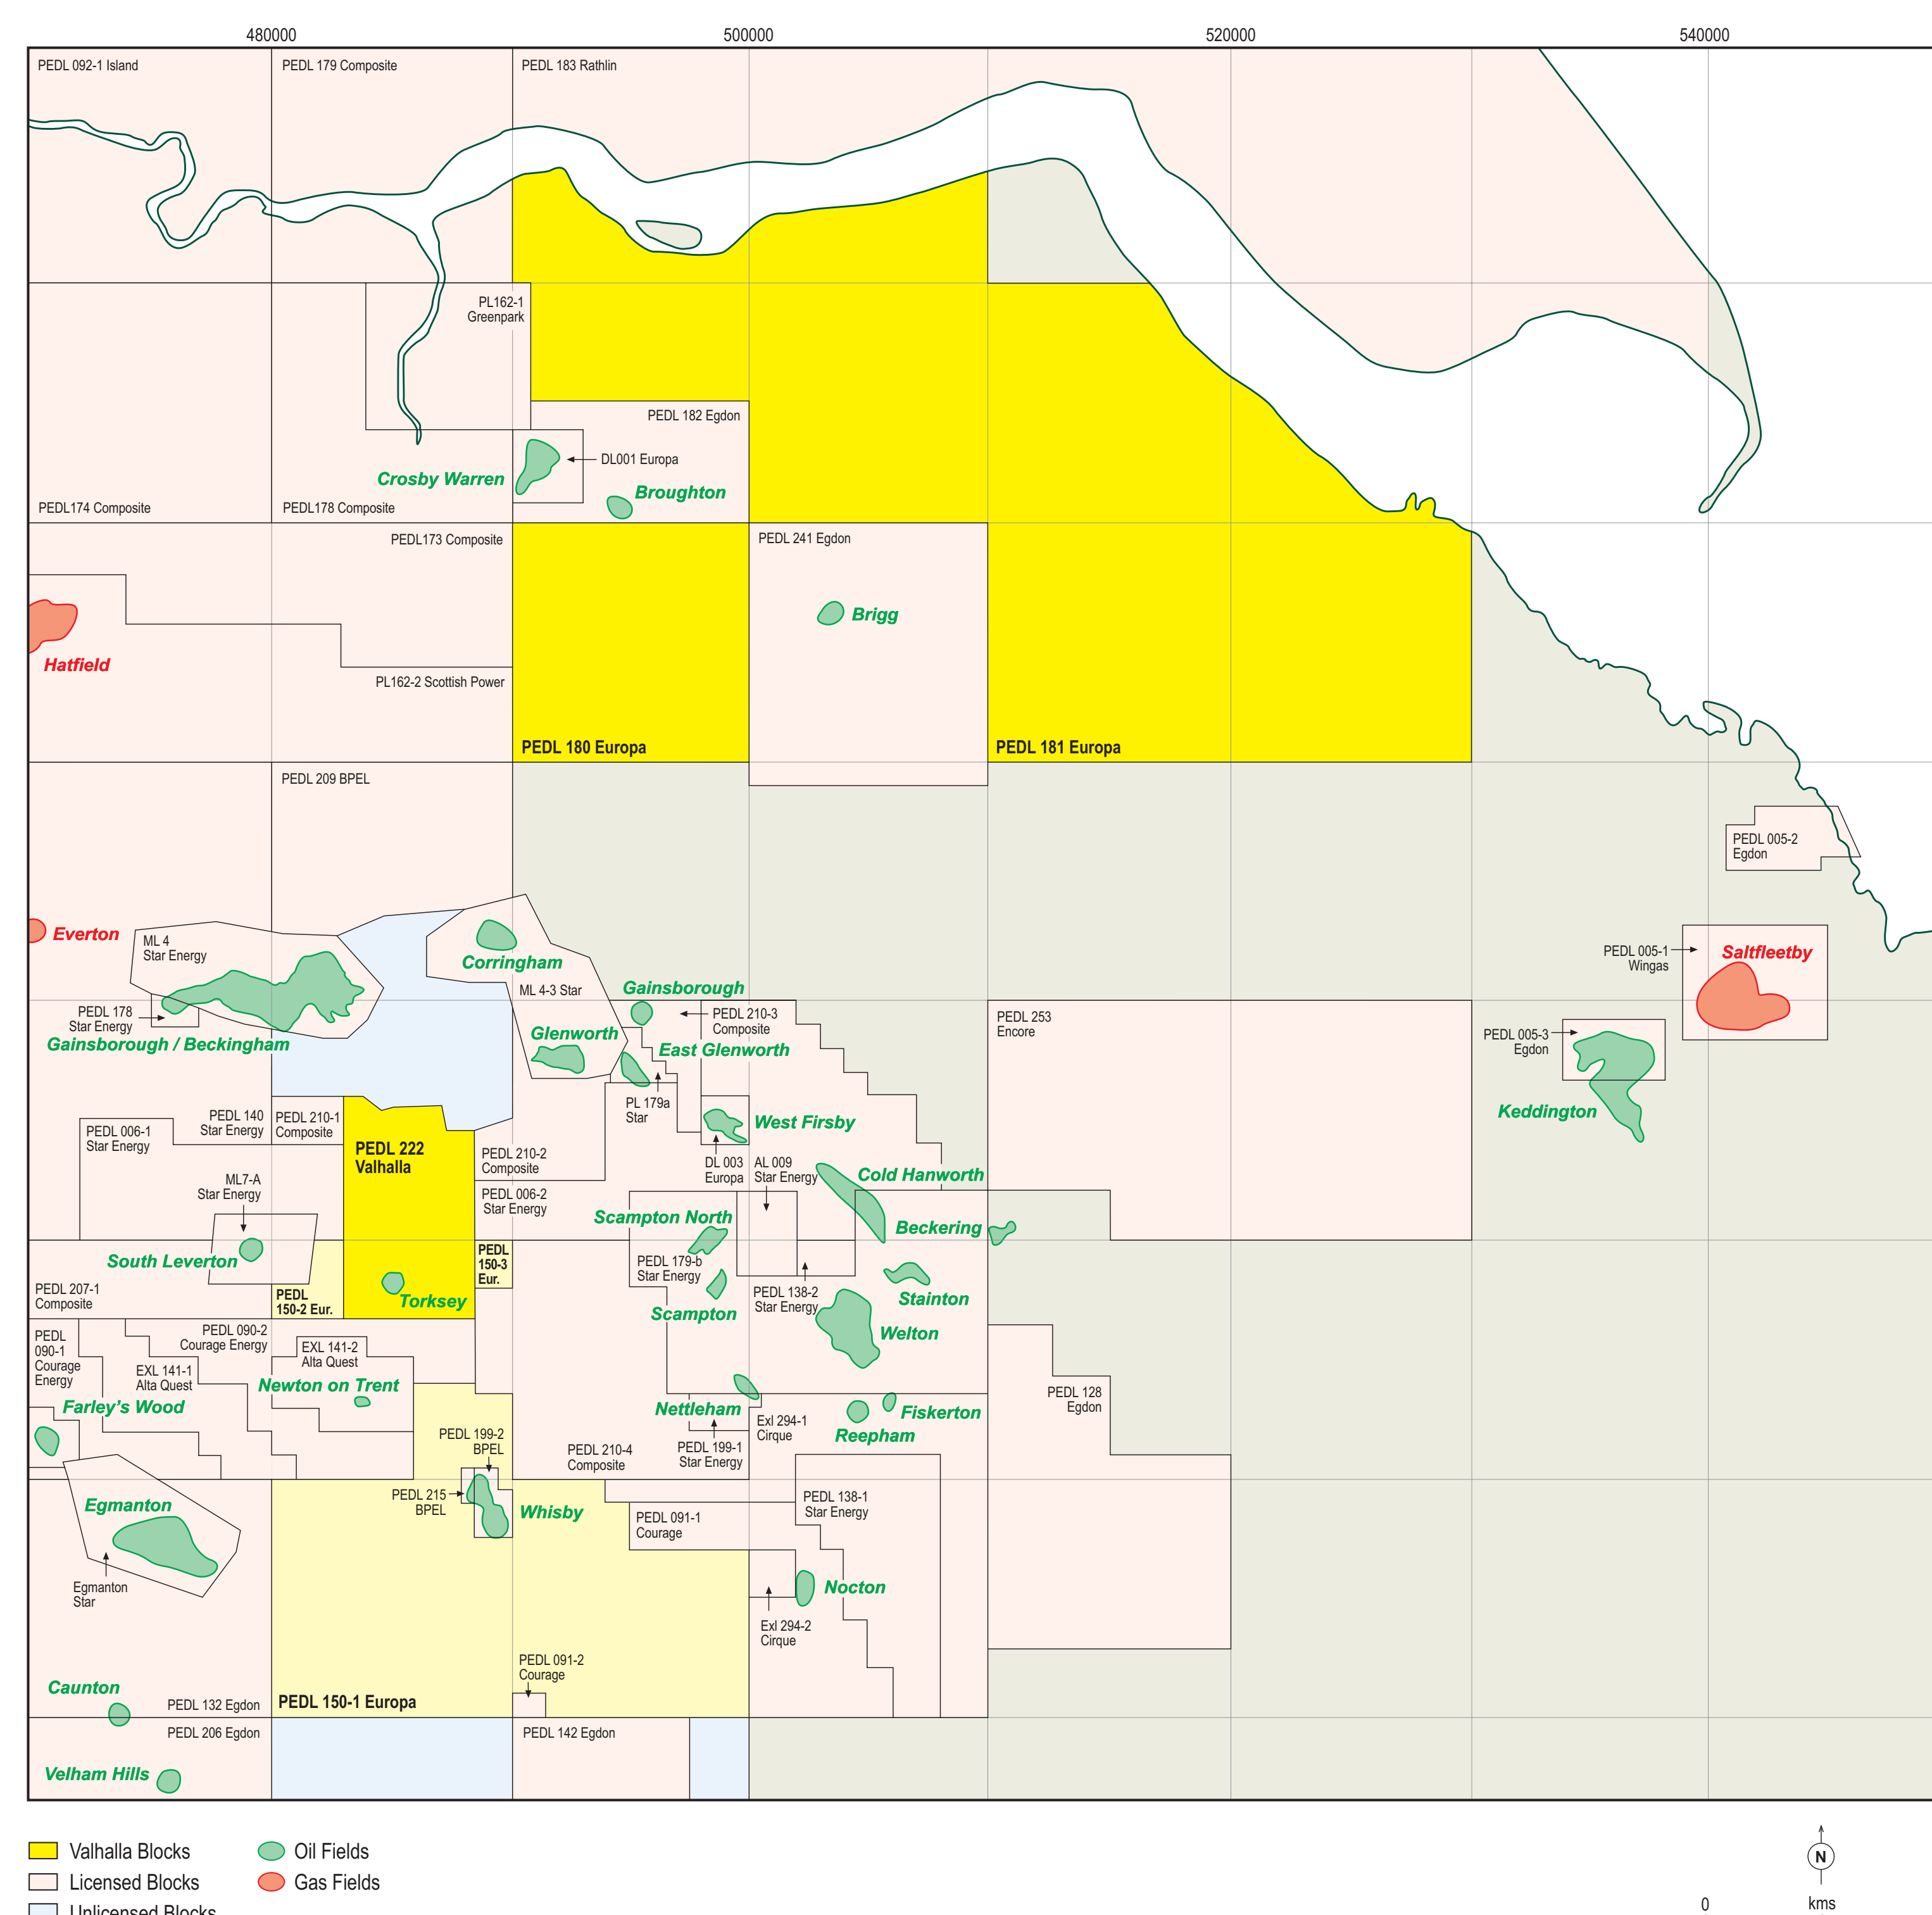 480000
500000
520000
540000
PEDL 092-1 Island
PEDL 179 Composite
PEDL 183 Rathlin
PL162-1
Greenpark
PEDL 182 Egdon
DL001 Europa
Crosby Warren
Broughton
PEDL174 Composite
PEDL178 Composite
PEDL173 Composite
PEDL 241 Egdon
Brigg
Hatfield
PL162-2 Scottish Power
PEDL 180 Europa
PEDL 181 Europa
PEDL 209 BPEL
PEDL 005-2
Egdon
Everton
ML 4
Star Energy
Corringham
ML 4-3 Star
PEDL 005-1
Wingas
Saltfleetby
Gainsborough
PEDL 178
Star Energy
PEDL 210-3
Composite
PEDL 253
Encore
Gainsborough / Beckingham
Glenworth
East Glenworth
PEDL 005-3
Egdon
PL 179a
Star
Keddington
PEDL 006-1
Star Energy
PEDL 140
Star Energy
PEDL 210-1
Composite
PEDL 222
Valhalla
West Firsby
PEDL 210-2
Composite
DL 003
Europa
AL 009
Star Energy
Cold Hanworth
ML7-A
Star Energy
PEDL 006-2
Star Energy
Scampton North
Beckering
South Leverton
PEDL
150-3
Eur.
PEDL 179-b
Star Energy
PEDL 207-1
Composite
PEDL
150-2 Eur.
Torksey
Scampton
PEDL 138-2
Star Energy
Stainton
Welton
PEDL
090-1
Courage
Energy
PEDL 090-2
Courage Energy
EXL 141-1
Alta Quest
EXL 141-2
Alta Quest
Newton on Trent
Farley's Wood
Nettleham
Exl 294-1
Cirque
Fiskerton
Reepham
PEDL 128
Egdon
PEDL 199-2
BPEL
PEDL 210-4
Composite
PEDL 199-1
Star Energy
PEDL 215
BPEL
Whisby
Egmanton
PEDL 091-1
Courage
PEDL 138-1
Star Energy
Egmanton
Star
Nocton
Exl 294-2
Cirque
PEDL 091-2
Courage
Caunton
PEDL 132 Egdon
PEDL 150-1 Europa
PEDL 206 Egdon
PEDL 142 Egdon
Velham Hills
Valhalla Blocks
Oil Fields
Licensed Blocks
Gas Fields
Unlicensed Blocks
N
0
kms